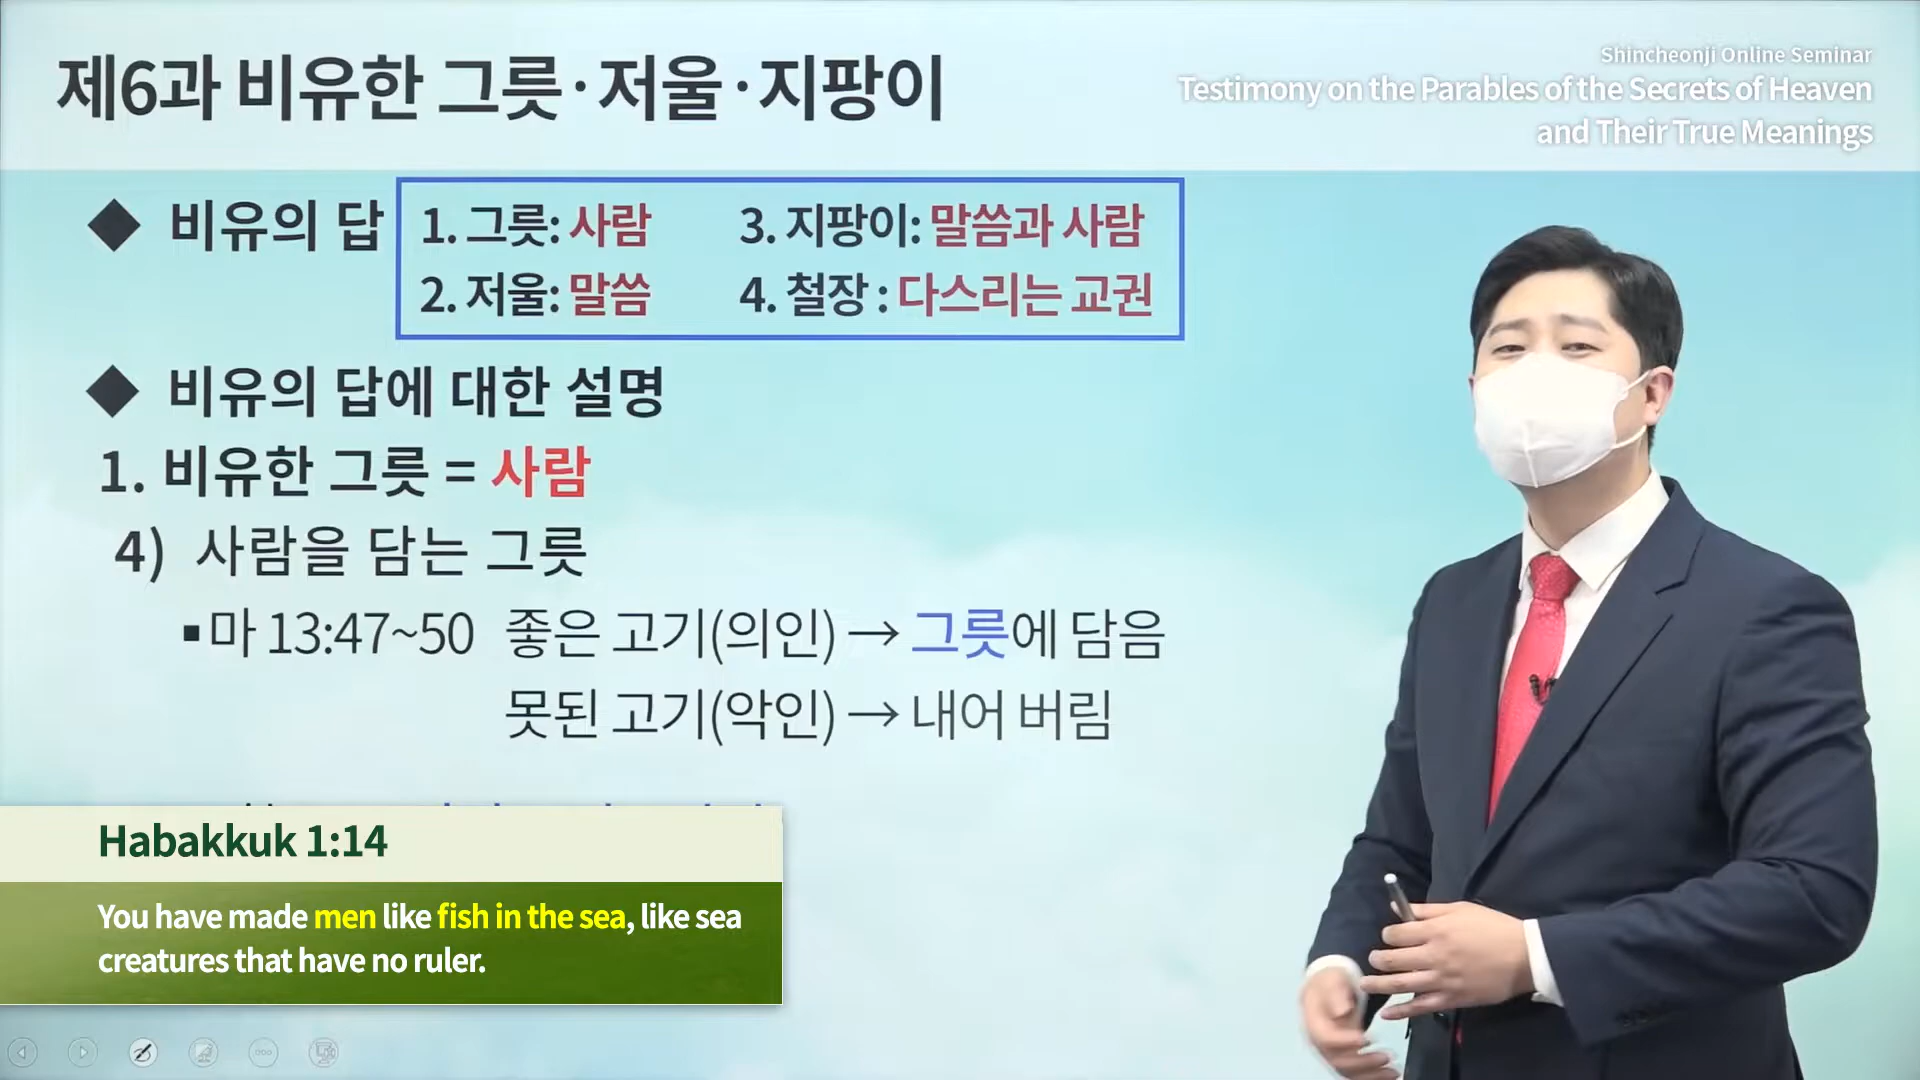 제6과 비유한 그릇·저울·지팡이
Shincheonji Online Seminar
Testimony on the Parables of the Secrets of Heaven
and Their True Meanings
◆ 비유의 답
1. 그릇: 사람
3. 지팡이: 말씀과 사람
2. 저울: 말씀
4. 철장 : 다스리는 교권
◆ 비유의 답에 대한 설명
1. 비유한 그릇 = 사람
4) 사람을 담는 그릇
▪마 13:47~50 좋은 고기(의인) → 그릇에 담음
못된 고기(악인) → 내어 버림
Habakkuk 1:14
You have made men like fish in the sea, like sea
creatures that have no ruler.